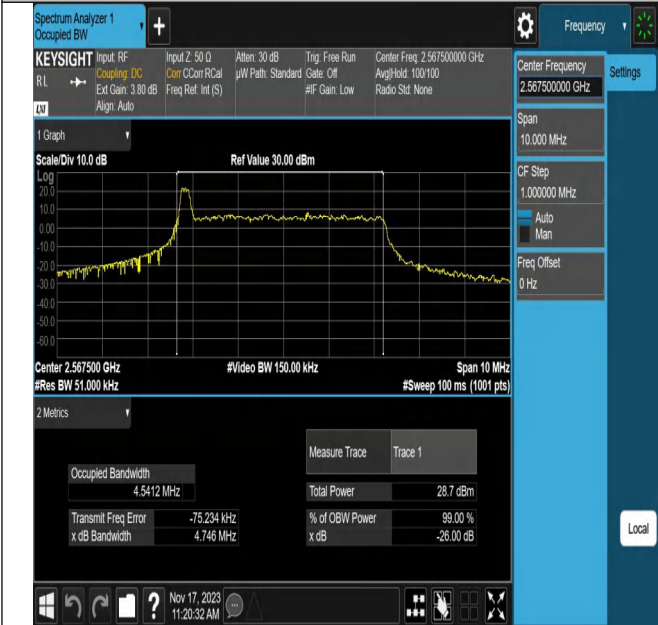 Spectrum Analyzer 1
Occupied BW
+
Frequency
KEYSIGHT
RL
LXI
Input: RF
Coupling: DC
Ext Gain: 3.80 dB
Align: Auto
Input Z: 50 Ω
Corr CCorr RCal
Freq Ref: Int (S)
Atten: 30 dB
µW Path: Standard
Trig: Free Run
Gate: Off
#IF Gain: Low
Center Freq: 2.567500000 GHz
Avg|Hold: 100/100
Radio Std: None
Center Frequency
2.567500000 GHz
Settings
Span
10.000 MHz
CF Step
1.000000 MHz
Auto
Man
Freq Offset
0 Hz
1 Graph
Scale/Div 10.0 dB
Ref Value 30.00 dBm
Log
20.0
10.0
0.00
-10.0
-20.0
-30.0
-40.0
-50.0
-60.0
Center 2.567500 GHz
#Video BW 150.00 kHz
Span 10 MHz
#Res BW 51.000 kHz
#Sweep 100 ms (1001 pts)
2 Metrics
Measure Trace
Trace 1
Occupied Bandwidth
4.5412 MHz
Total Power
28.7 dBm
Transmit Freq Error
-75.234 kHz
% of OBW Power
99.00 %
x dB Bandwidth
4.746 MHz
x dB
-26.00 dB
Local
?
Nov 17, 2023
11:20:32 AM